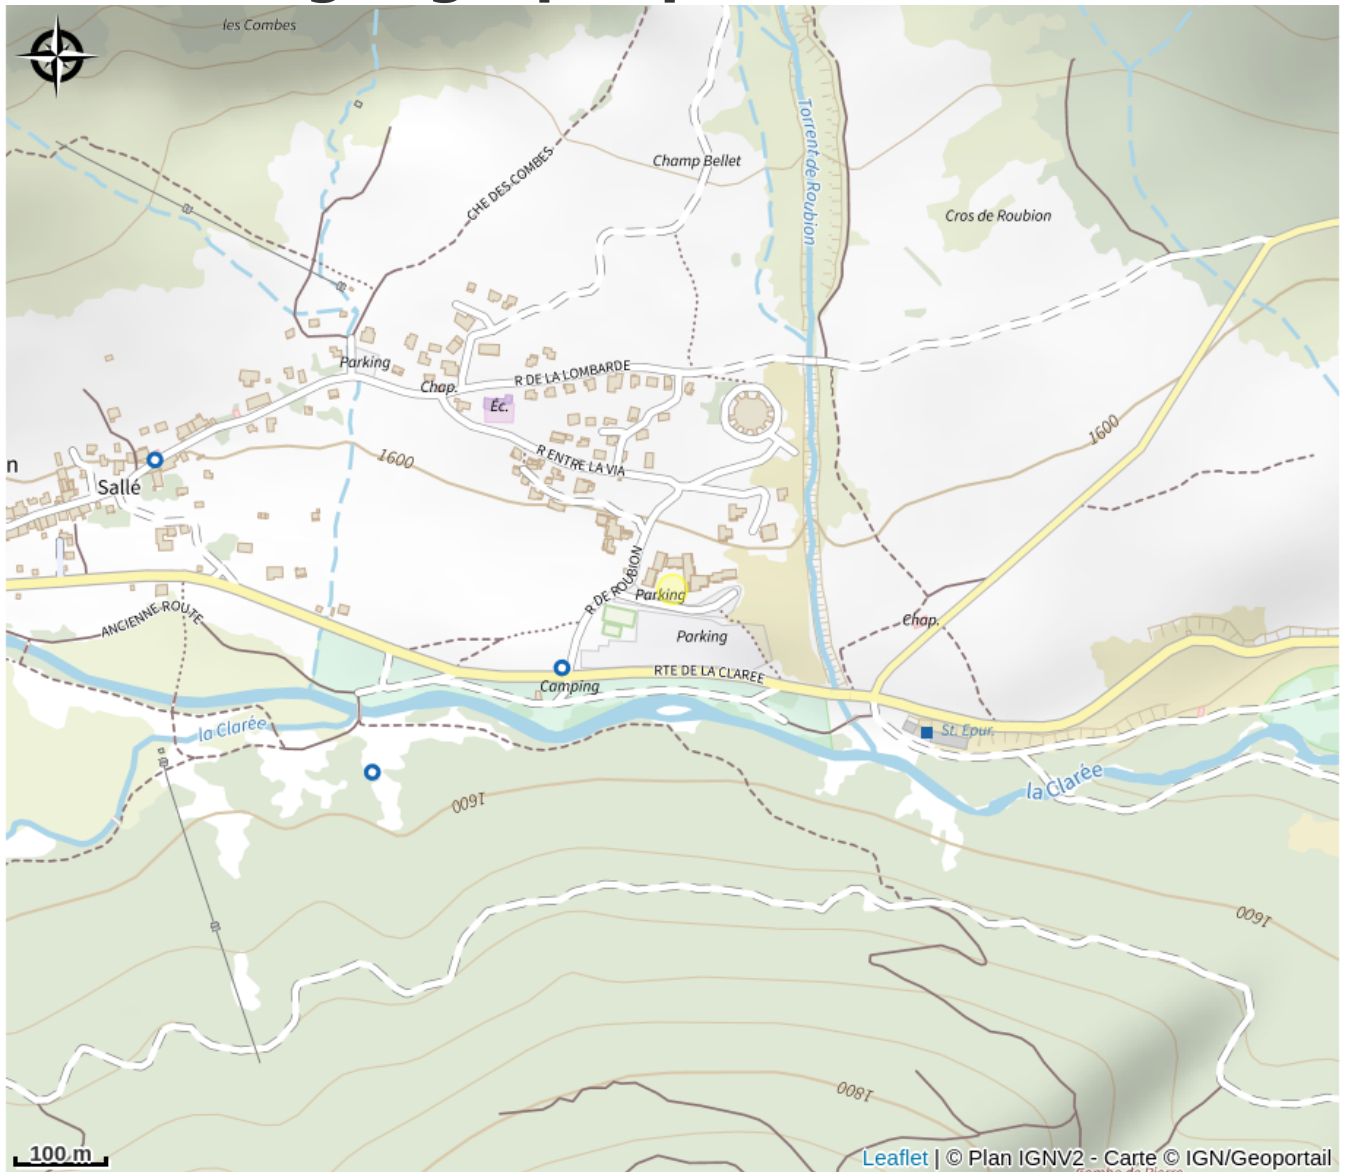 les Combes
Torrent de Roubion
CHE DES COMBES
Champ Bellet
Cros de Roubion
Parking
R DE LA LOMBARDE
Chap.
Éc.
1600
R ENTRE LA VIA
1600
n
Sallé
R DE ROUBION
Parking
ANCIENNE ROUTE
Chap.
Parking
RTE DE LA CLAREE
Camping
la Clarée
St. Epur.
la Clarée
1600
1600
1800
100 m
Leaflet | © Plan IGNV2 - Carte © IGN/Geoportail